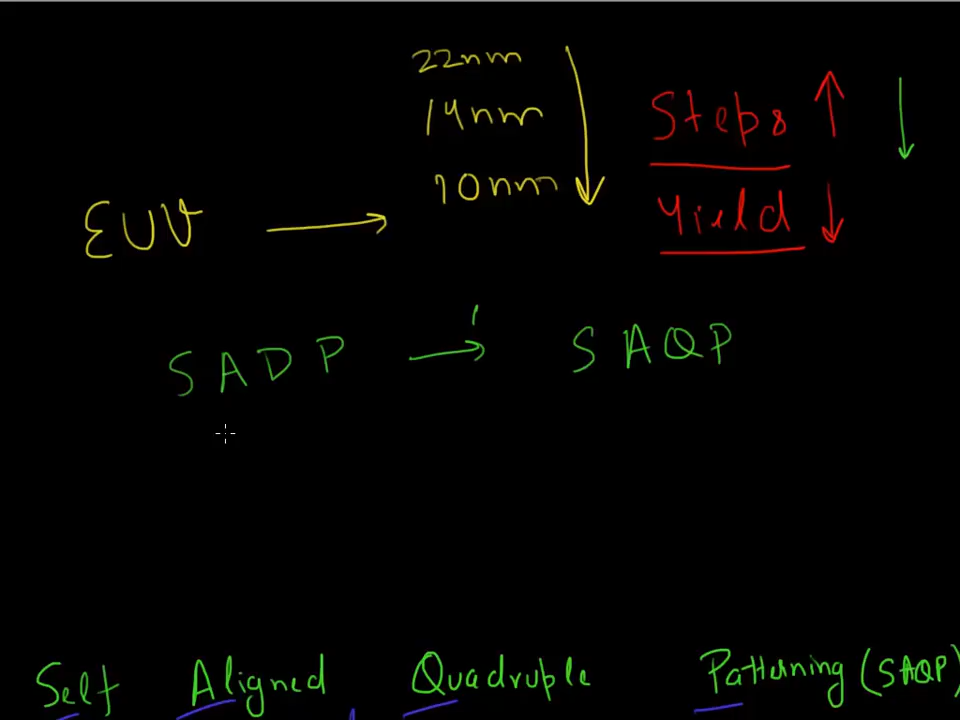 22nm
14nm
10nm
Steps ↑ ↓
Yield ↓
EUV →
SADP → SAQP
Self Aligned Quadruple Patterning (SAQP)